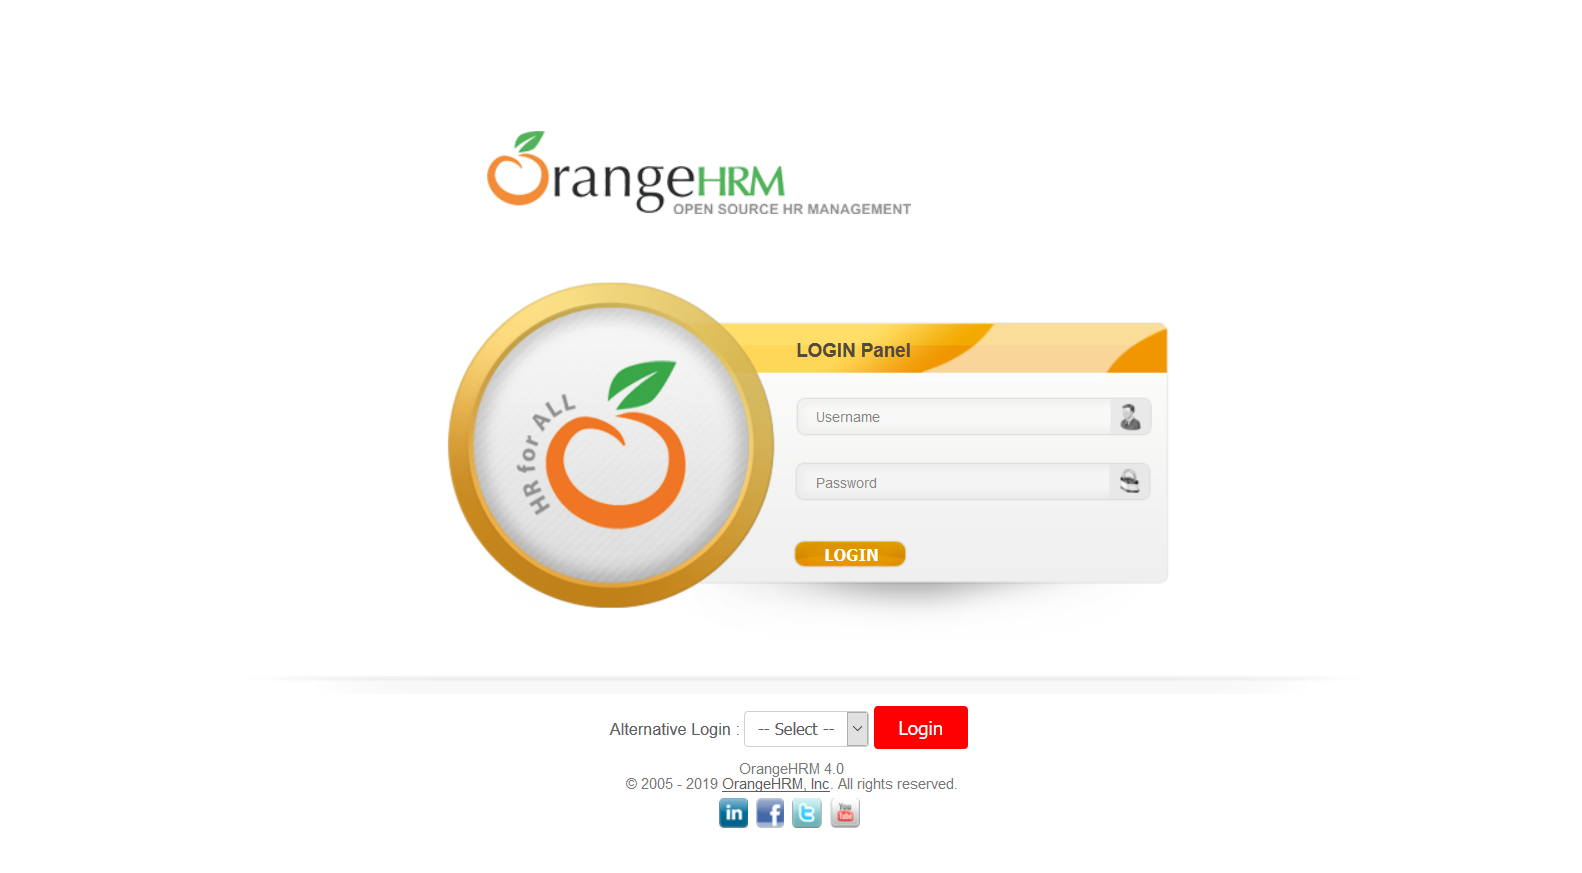 OrangeHRM
OPEN SOURCE HR MANAGEMENT
HR for ALL
LOGIN Panel
Username
Password
LOGIN
Alternative Login : -- Select -- Login
OrangeHRM 4.0
© 2005 - 2019 OrangeHRM, Inc. All rights reserved.
in f t You Tube